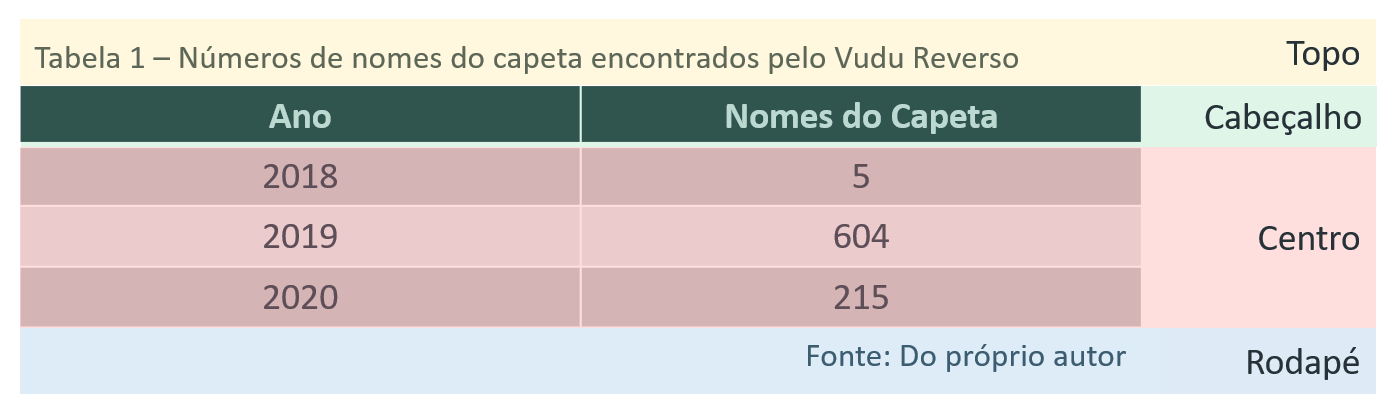 Tabela 1 – Números de nomes do capeta encontrados pelo Vudu Reverso Topo
Ano Nomes do Capeta Cabeçalho
2018 5
2019 604 Centro
2020 215
Fonte: Do próprio autor Rodapé